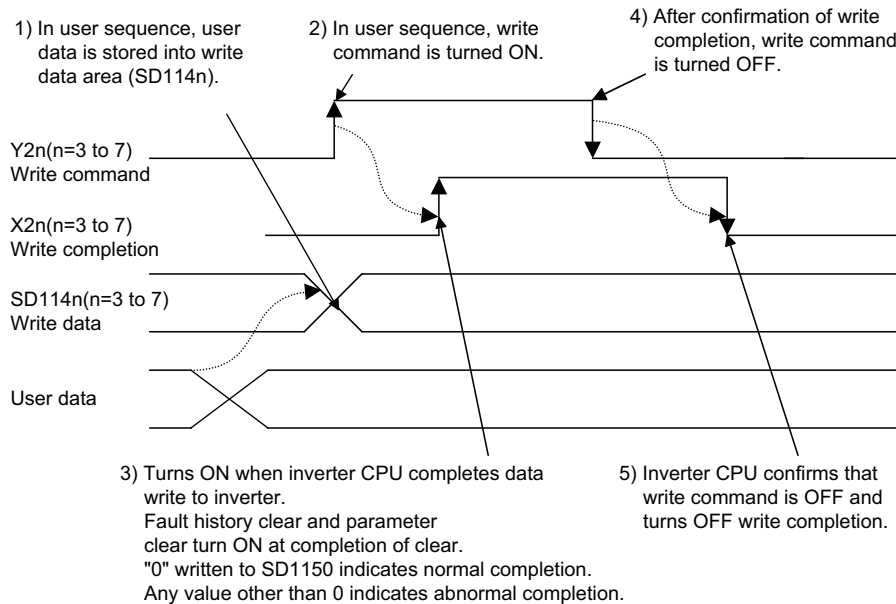 1) In user sequence, user
data is stored into write
data area (SD114n).
2) In user sequence, write
command is turned ON.
4) After confirmation of write
completion, write command
is turned OFF.
Y2n(n=3 to 7)
Write command
X2n(n=3 to 7)
Write completion
SD114n(n=3 to 7)
Write data
User data
3) Turns ON when inverter CPU completes data
write to inverter.
Fault history clear and parameter
clear turn ON at completion of clear.
"0" written to SD1150 indicates normal completion.
Any value other than 0 indicates abnormal completion.
5) Inverter CPU confirms that
write command is OFF and
turns OFF write completion.